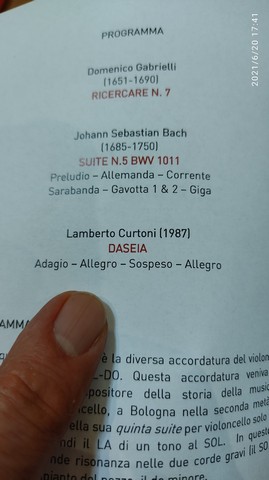 2021/6/20 17:41
PROGRAMMA
Domenico Gabrielli
(1651-1690)
RICERCARE N. 7
Johann Sebastian Bach
(1685-1750)
SUITE N.5 BWV 1011
Preludio – Allemanda – Corrente
Sarabanda – Gavotta 1 & 2 – Giga
Lamberto Curtoni (1987)
DASEIA
Adagio – Allegro – Sospeso – Allegro
è la diversa accordatura del violon
-DO. Questa accordatura veniva
positore della storia della music
cello, a Bologna nella seconda metà
ella sua quinta suite per violoncello solo
ndi il LA di un tono al SOL. In questo
nde risonanza nelle due corde gravi (il SO